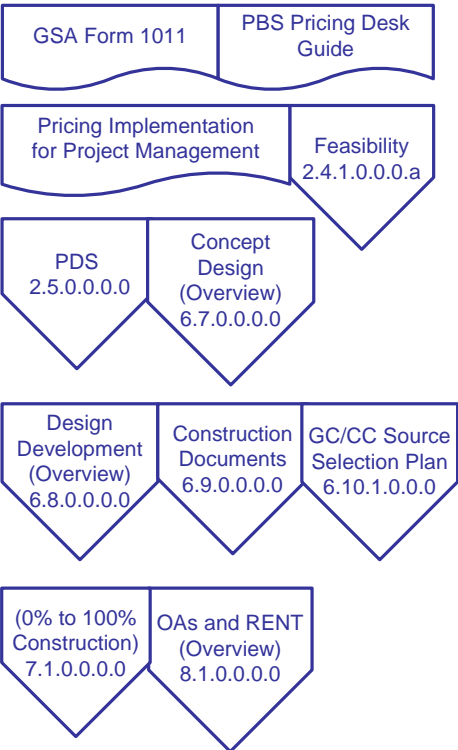 GSA Form 1011
PBS Pricing Desk
Guide
Pricing Implementation
for Project Management
Feasibility
2.4.1.0.0.0.a
PDS
2.5.0.0.0.0
Concept
Design
(Overview)
6.7.0.0.0.0
Design
Development
(Overview)
6.8.0.0.0.0
Construction
Documents
6.9.0.0.0.0
GC/CC Source
Selection Plan
6.10.1.0.0.0
(0% to 100%
Construction)
7.1.0.0.0.0
OAs and RENT
(Overview)
8.1.0.0.0.0